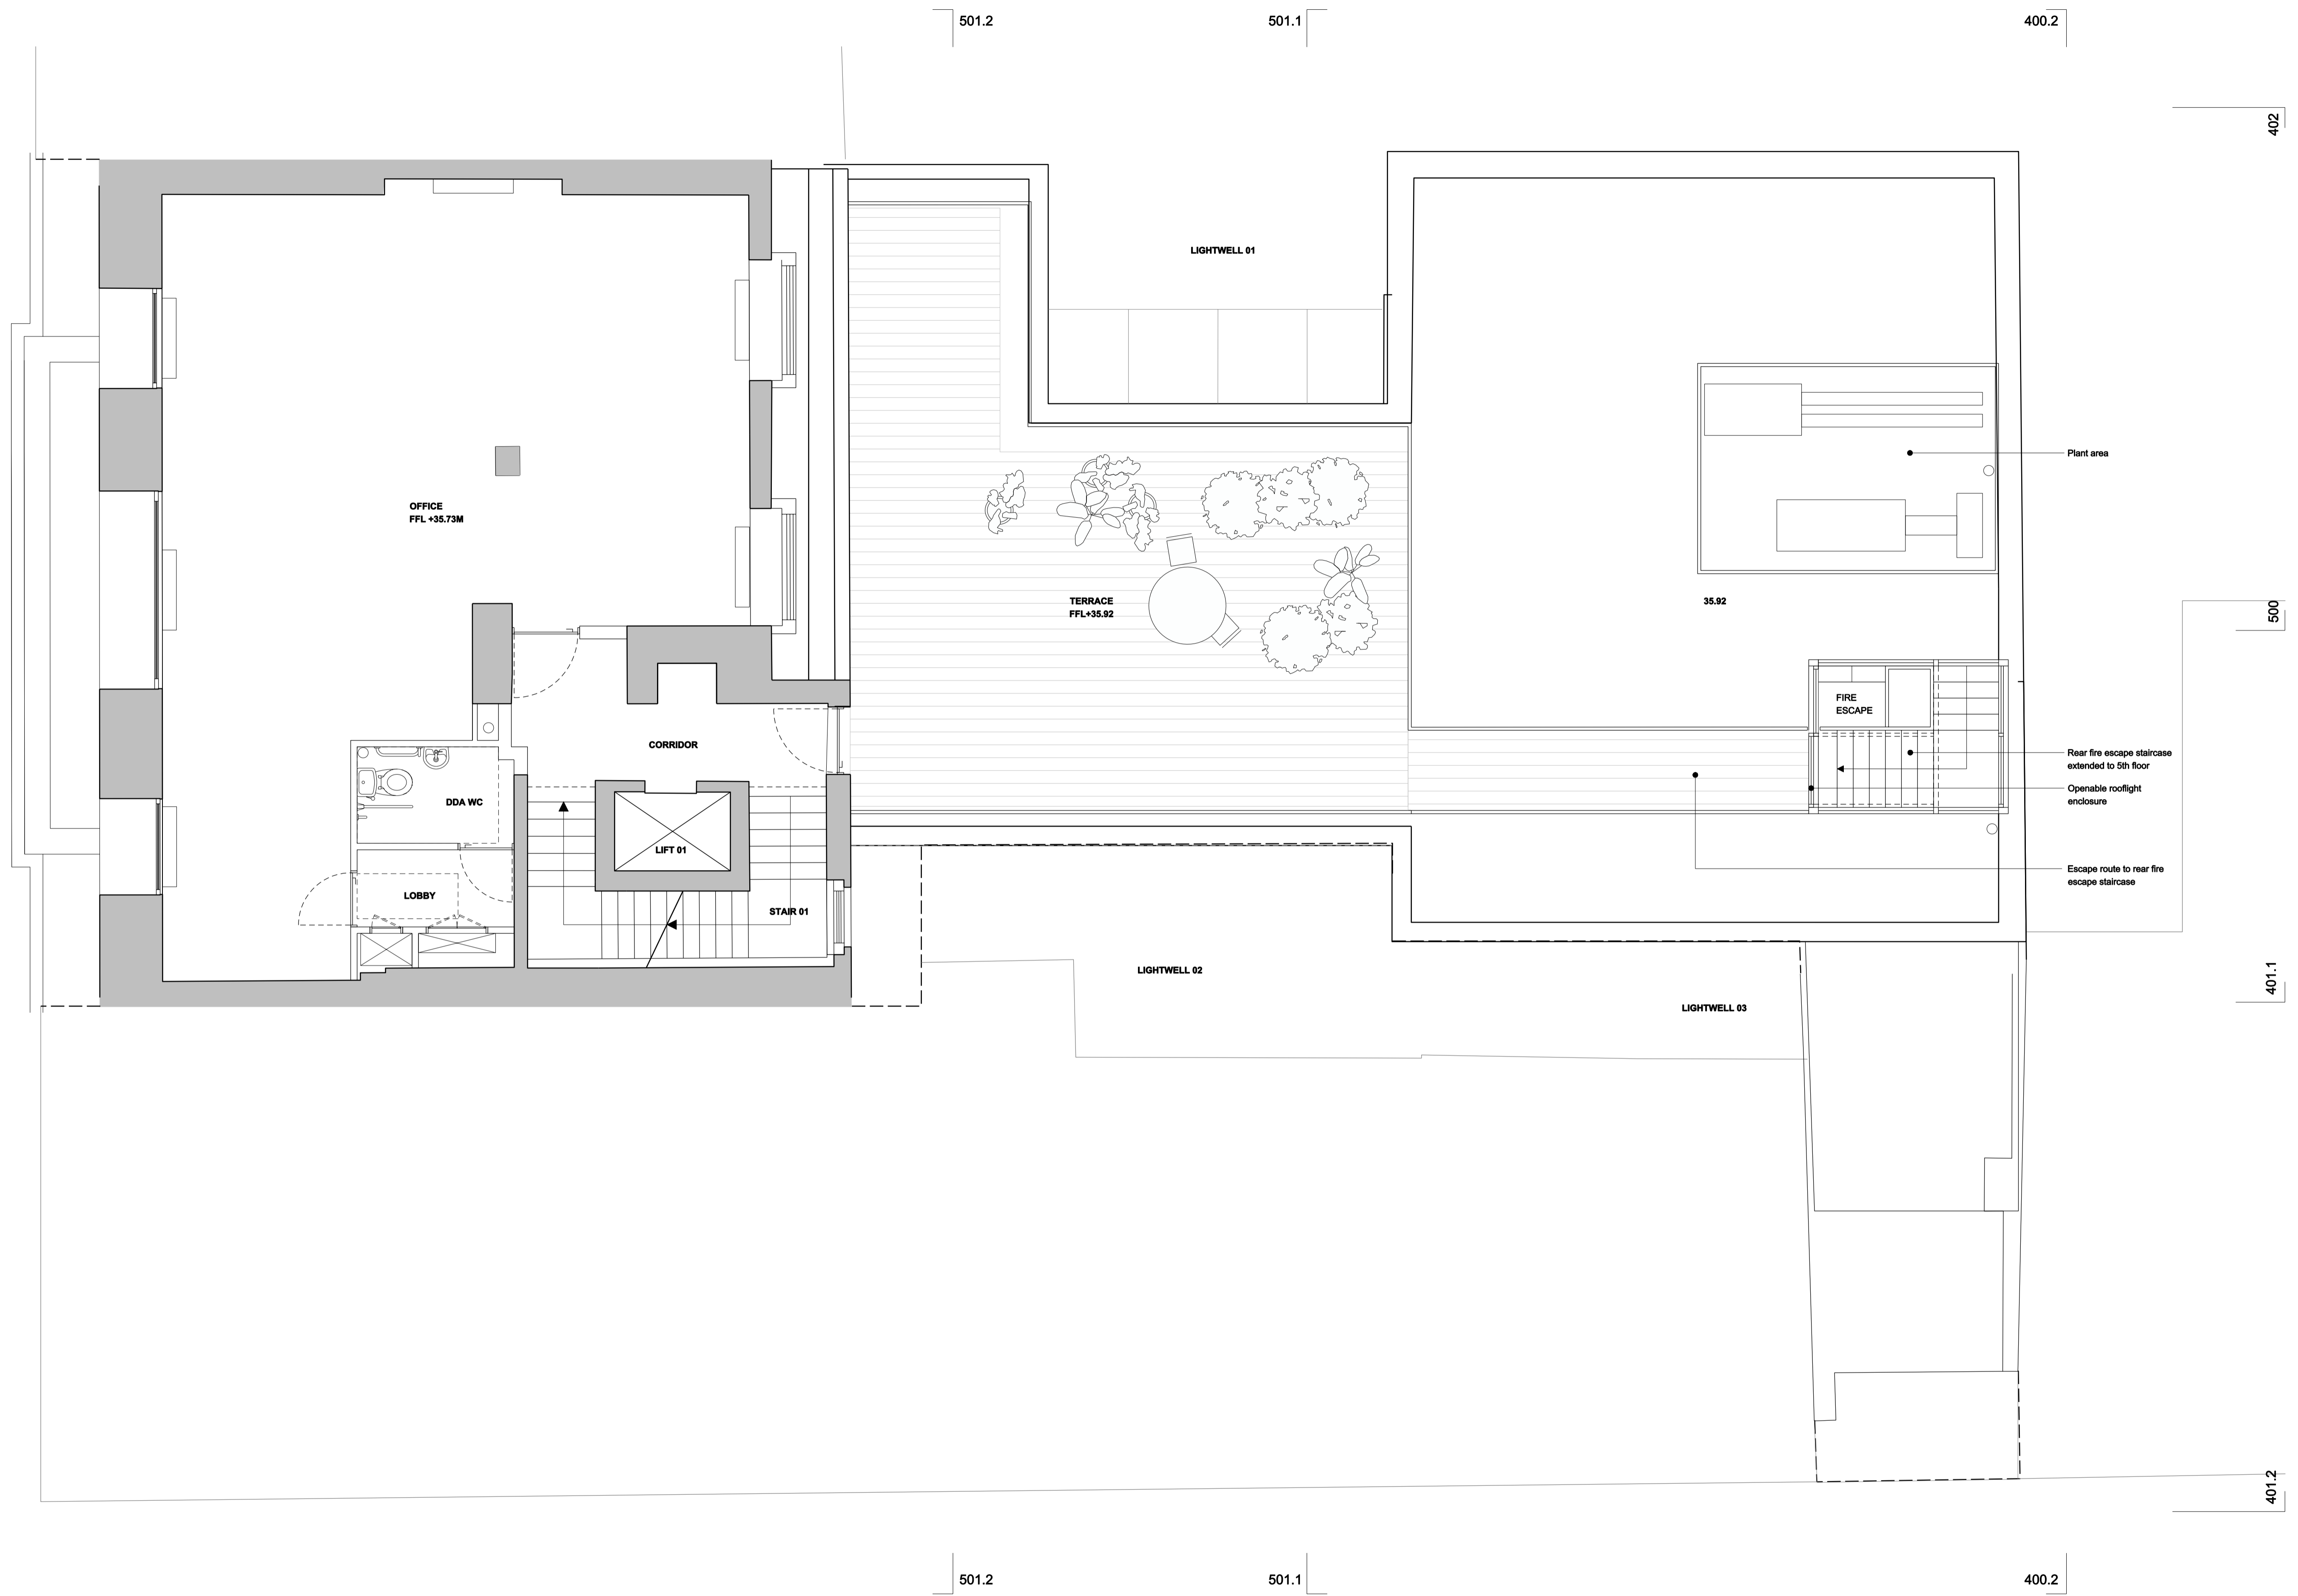 501.2
501.1
400.2
402
LIGHTWELL 01
Plant area
OFFICE
FFL +35.73M
TERRACE
FFL+35.92
35.92
500
FIRE
ESCAPE
CORRIDOR
Rear fire escape staircase
extended to 5th floor
Openable rooflight
enclosure
DDA WC
LIFT 01
Escape route to rear fire
escape staircase
LOBBY
STAIR 01
LIGHTWELL 02
401.1
LIGHTWELL 03
401.2
501.2
501.1
400.2